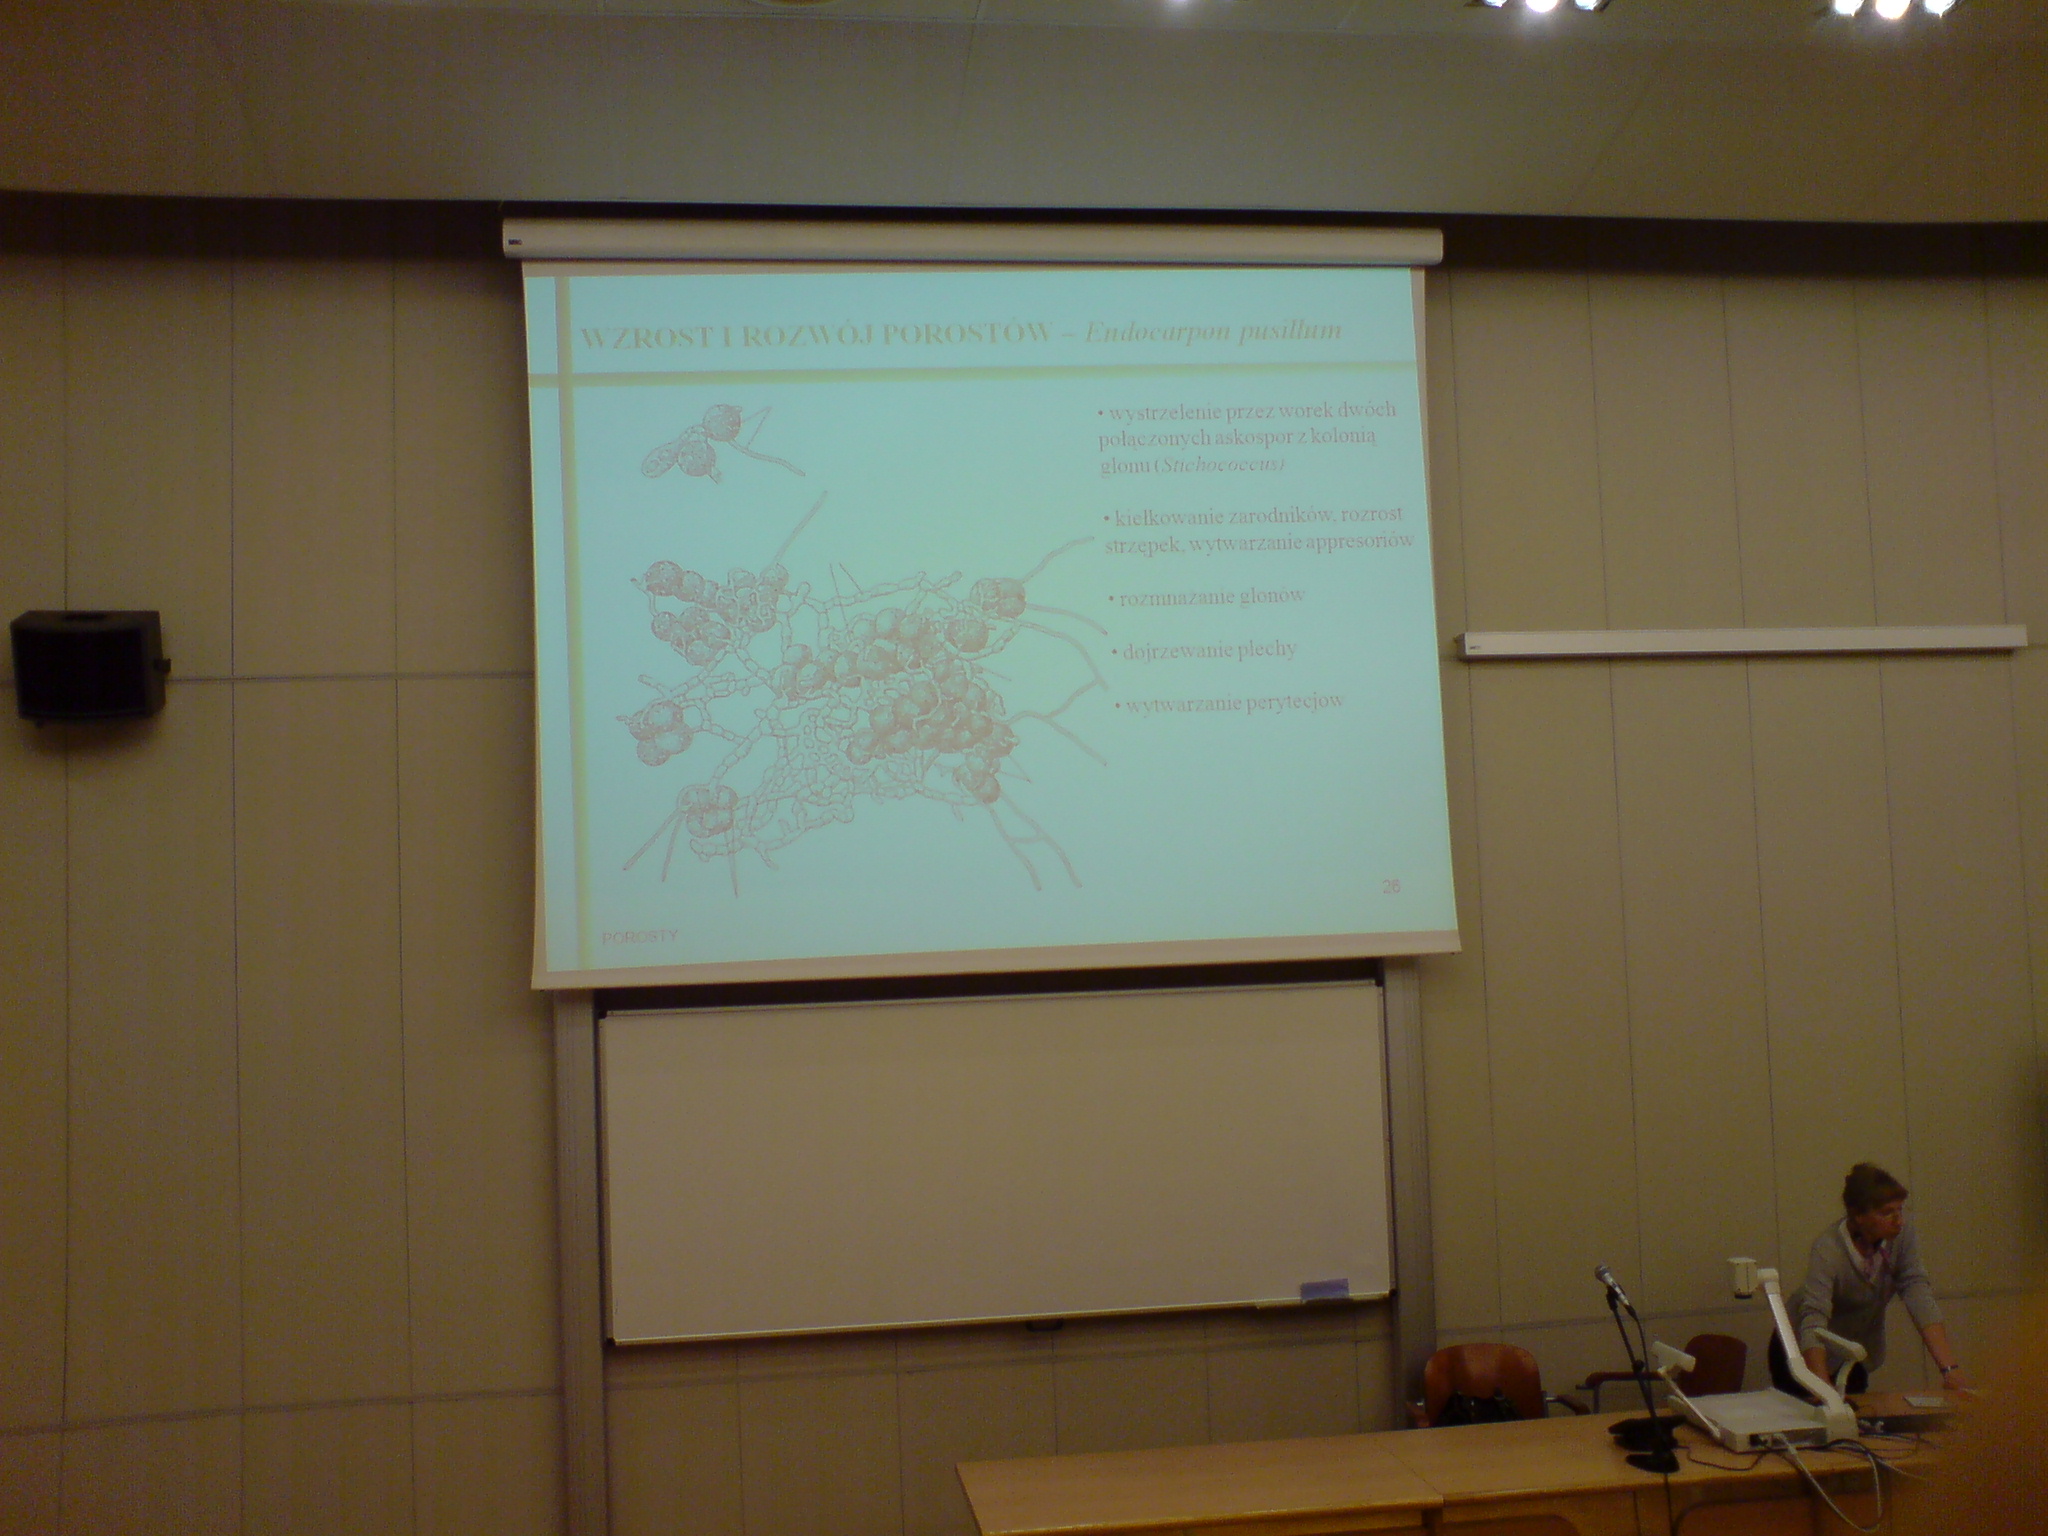 WZROST I ROZWÓJ POROSTÓW – Endocarpon pusillum
• wystrzelenie przez worek dwóch
połączonych askospor z kolonią
glonu (Stichococcus)
• kiełkowanie zarodników, rozrost
strzępek, wytwarzanie appresoriów
• rozmnażanie glonów
• dojrzewanie plechy
• wytwarzanie perytecjów
26
POROSTY